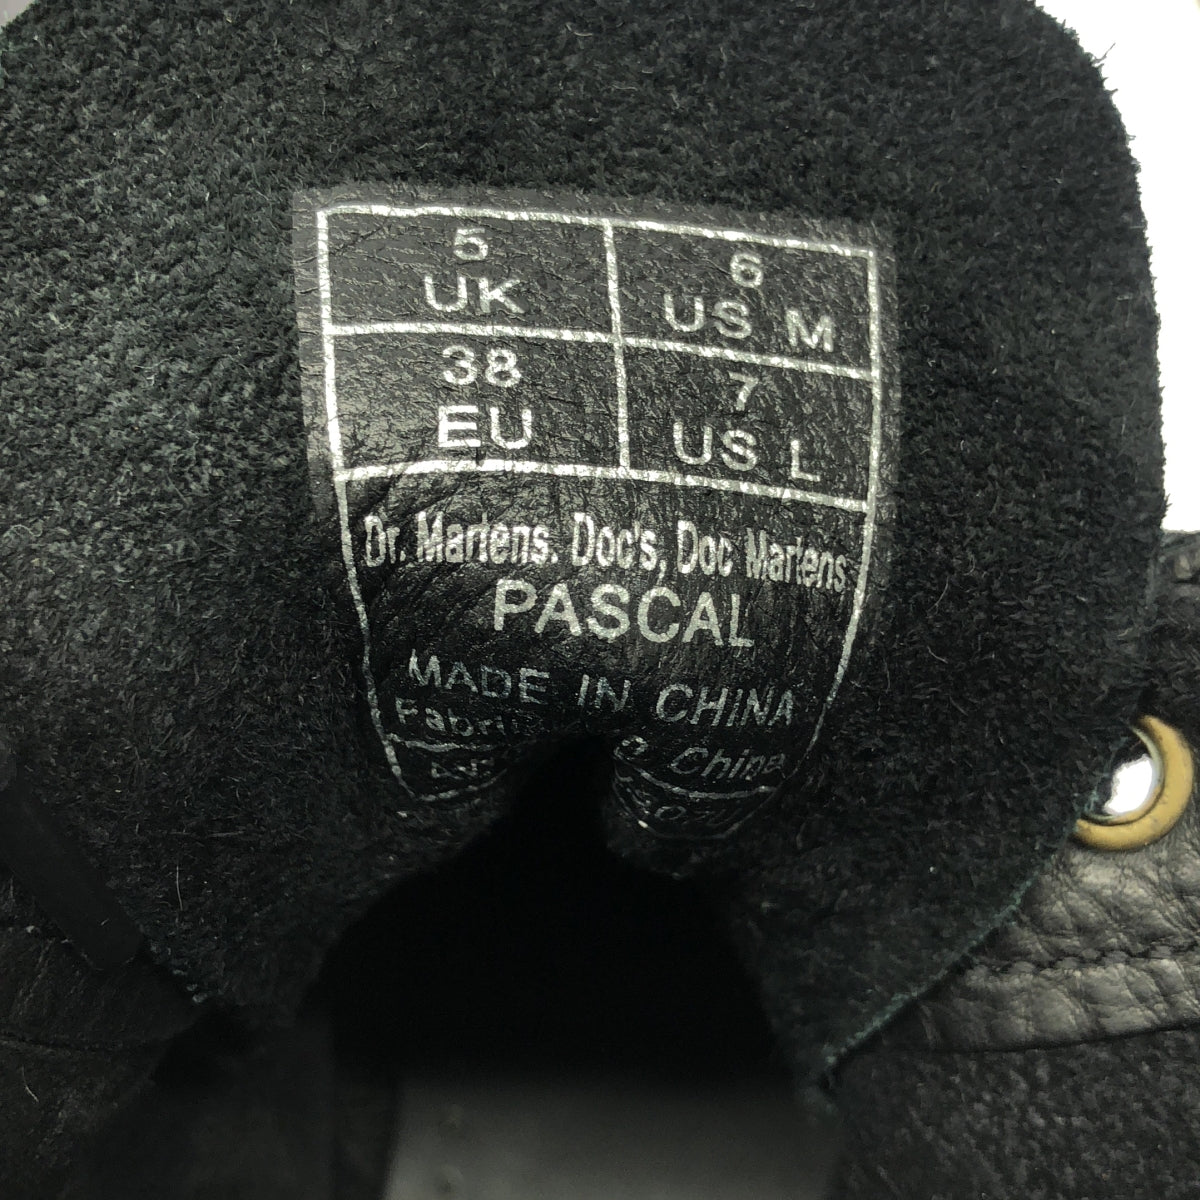 5
UK
6
US M
38
EU
7
US L
Dr. Martens. Doc's, Doc Martens
PASCAL
MADE IN CHINA
China